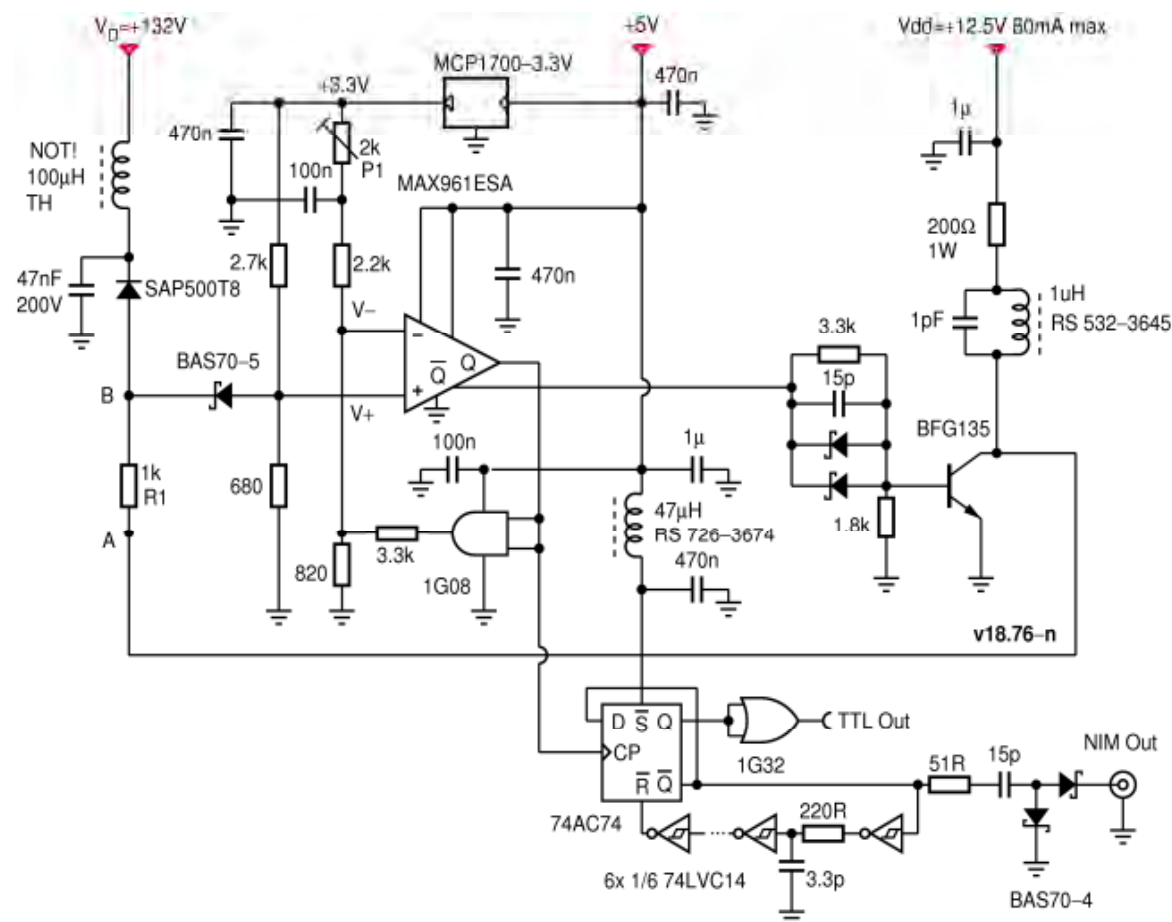 V_D=+132V
+5V
Vdd=+12.5V 80mA max
MCP1700-3.3V
+3.3V
470n
470n
1µ
NOT!
100µH
TH
2k
P1
100n
MAX961ESA
200Ω
1W
2.7k
2.2k
470n
47nF
200V
SAP500T8
1pF
1uH
RS 532-3645
V-
3.3k
BAS70-5
Q̅ Q
15p
B
V+
BFG135
100n
1µ
1k
R1
680
47µH
RS 726-3674
1.8k
A
3.3k
820
1G08
470n
v18.76-n
D S̅ Q
TTL Out
CP
NIM Out
1G32
51R
15p
R̅ Q̅
74AC74
220R
6x 1/6 74LVC14
3.3p
BAS70-4